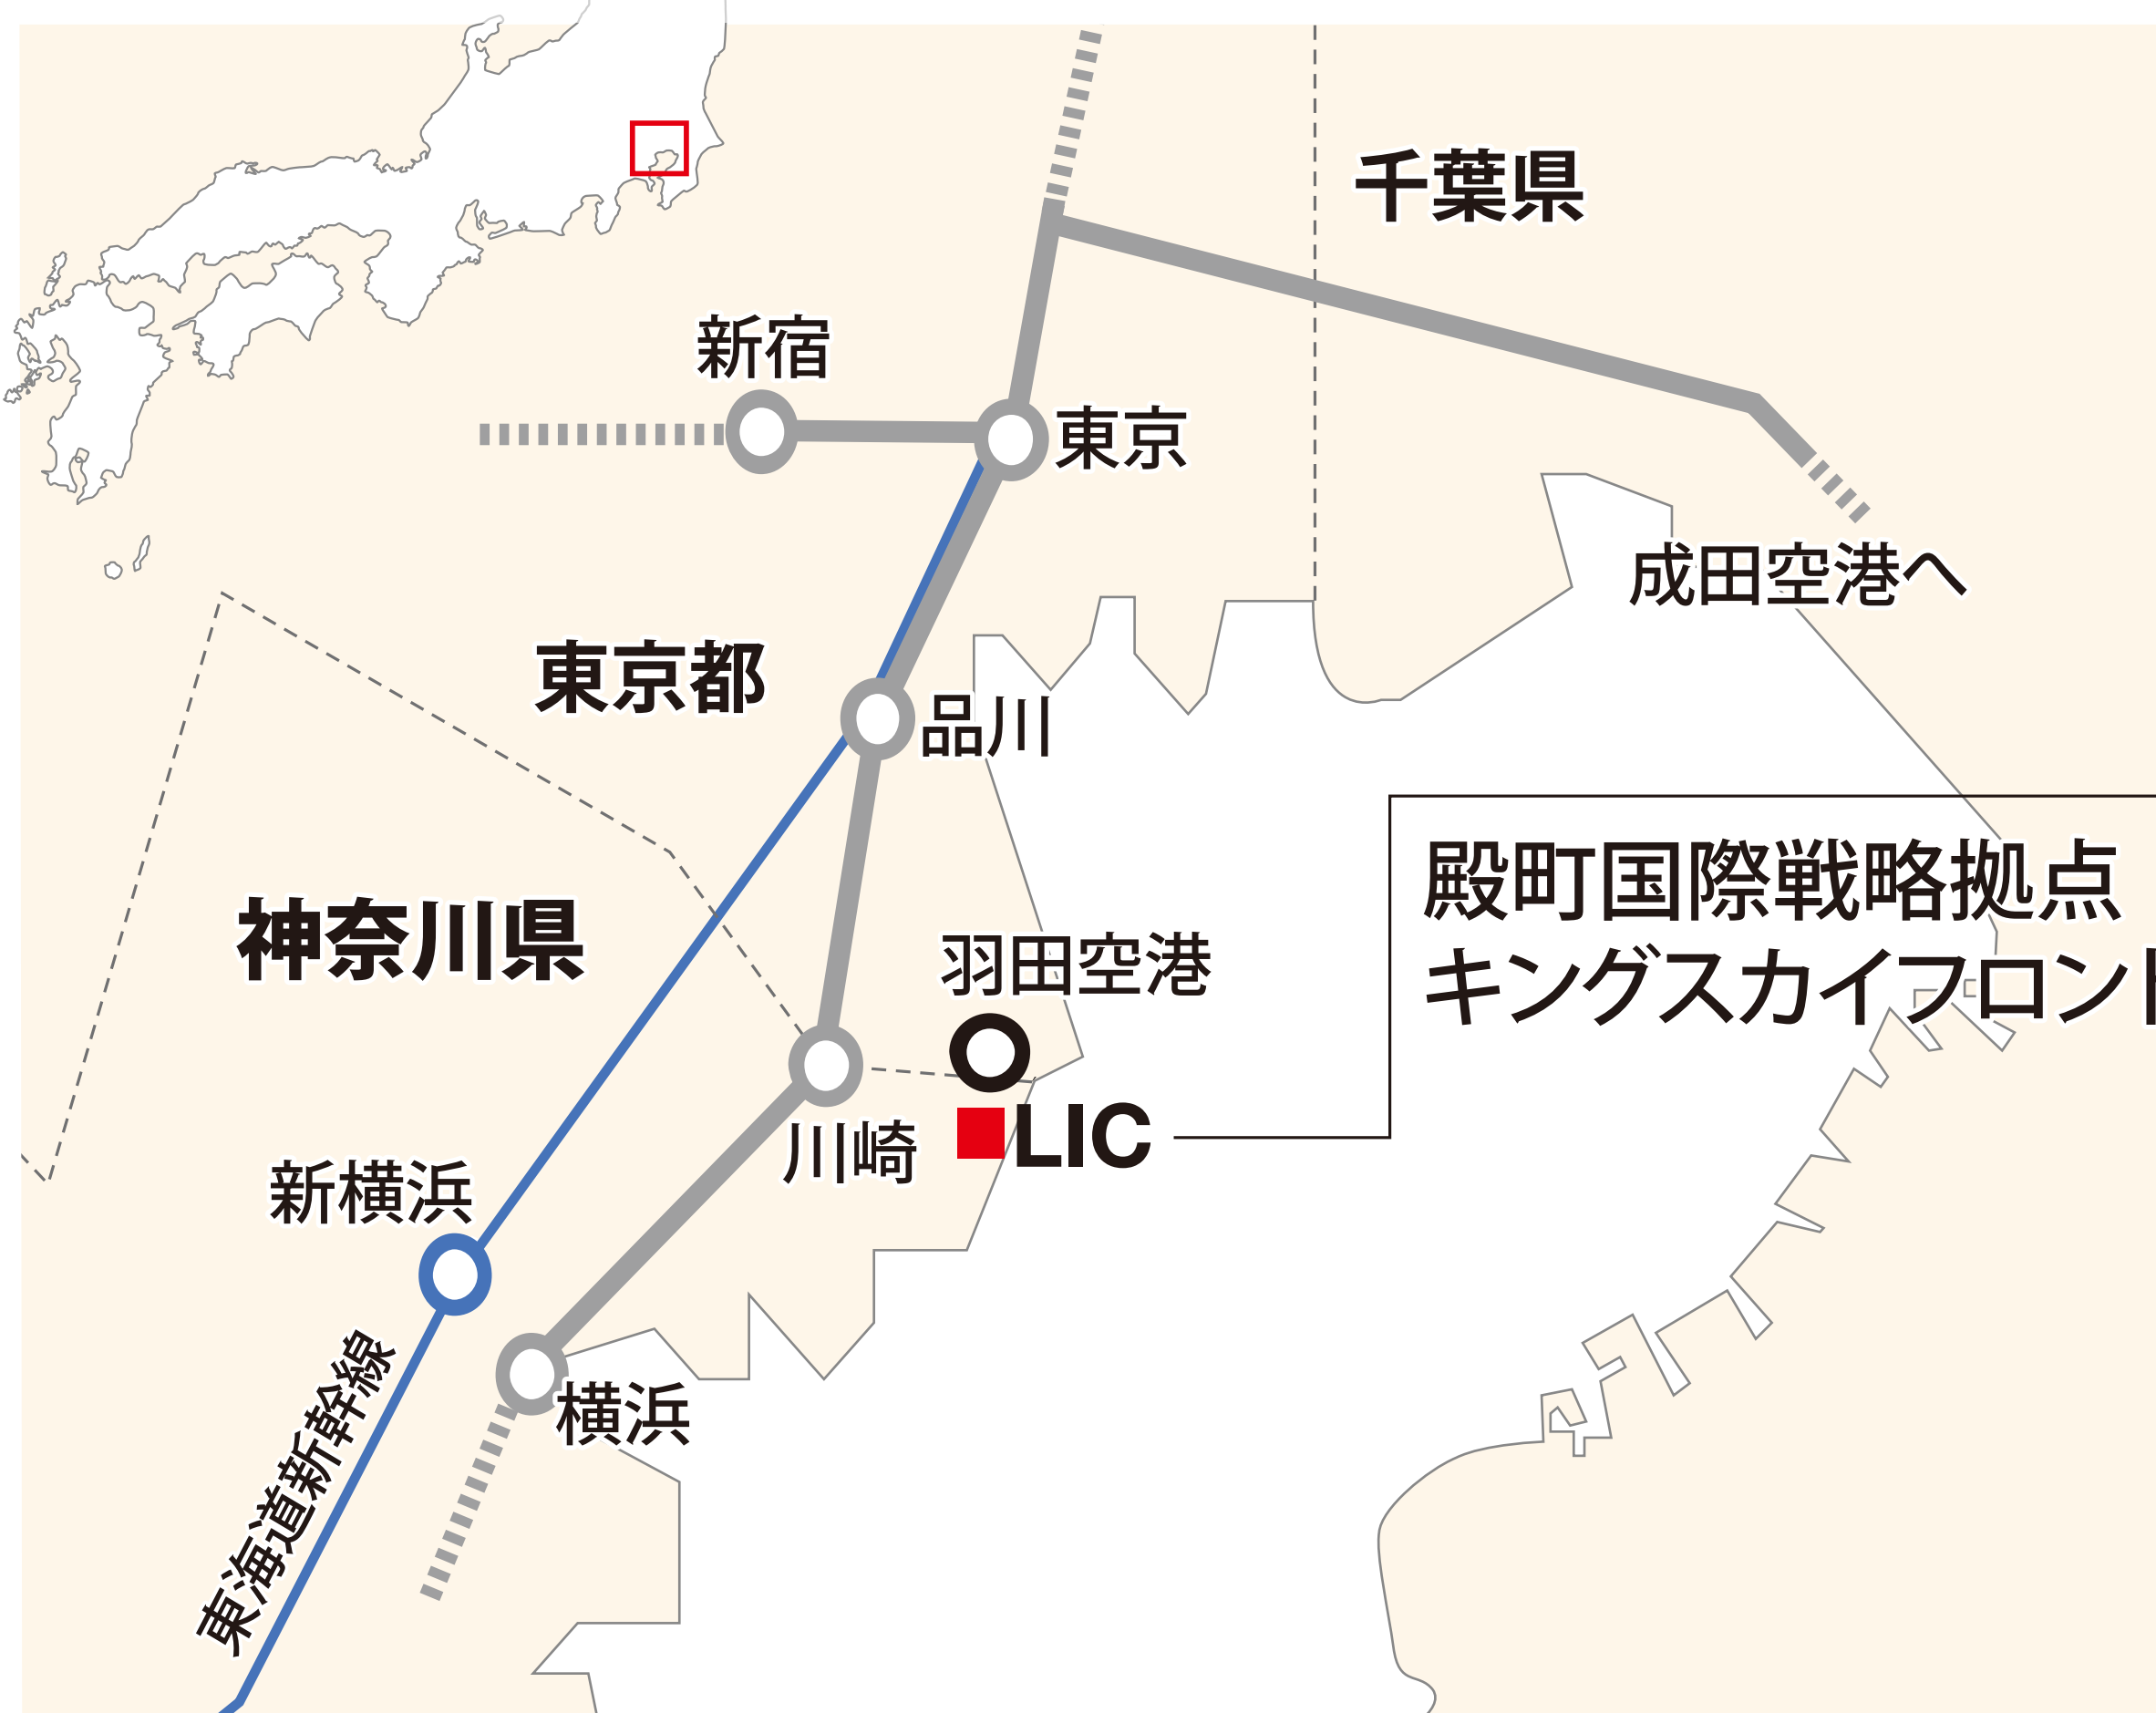 千葉県
新宿
東京
成田空港へ
東京都
品川
殿町国際戦略拠点
キングスカイフロント
神奈川県
羽田空港
LIC
川崎
新横浜
横浜
東海道新幹線